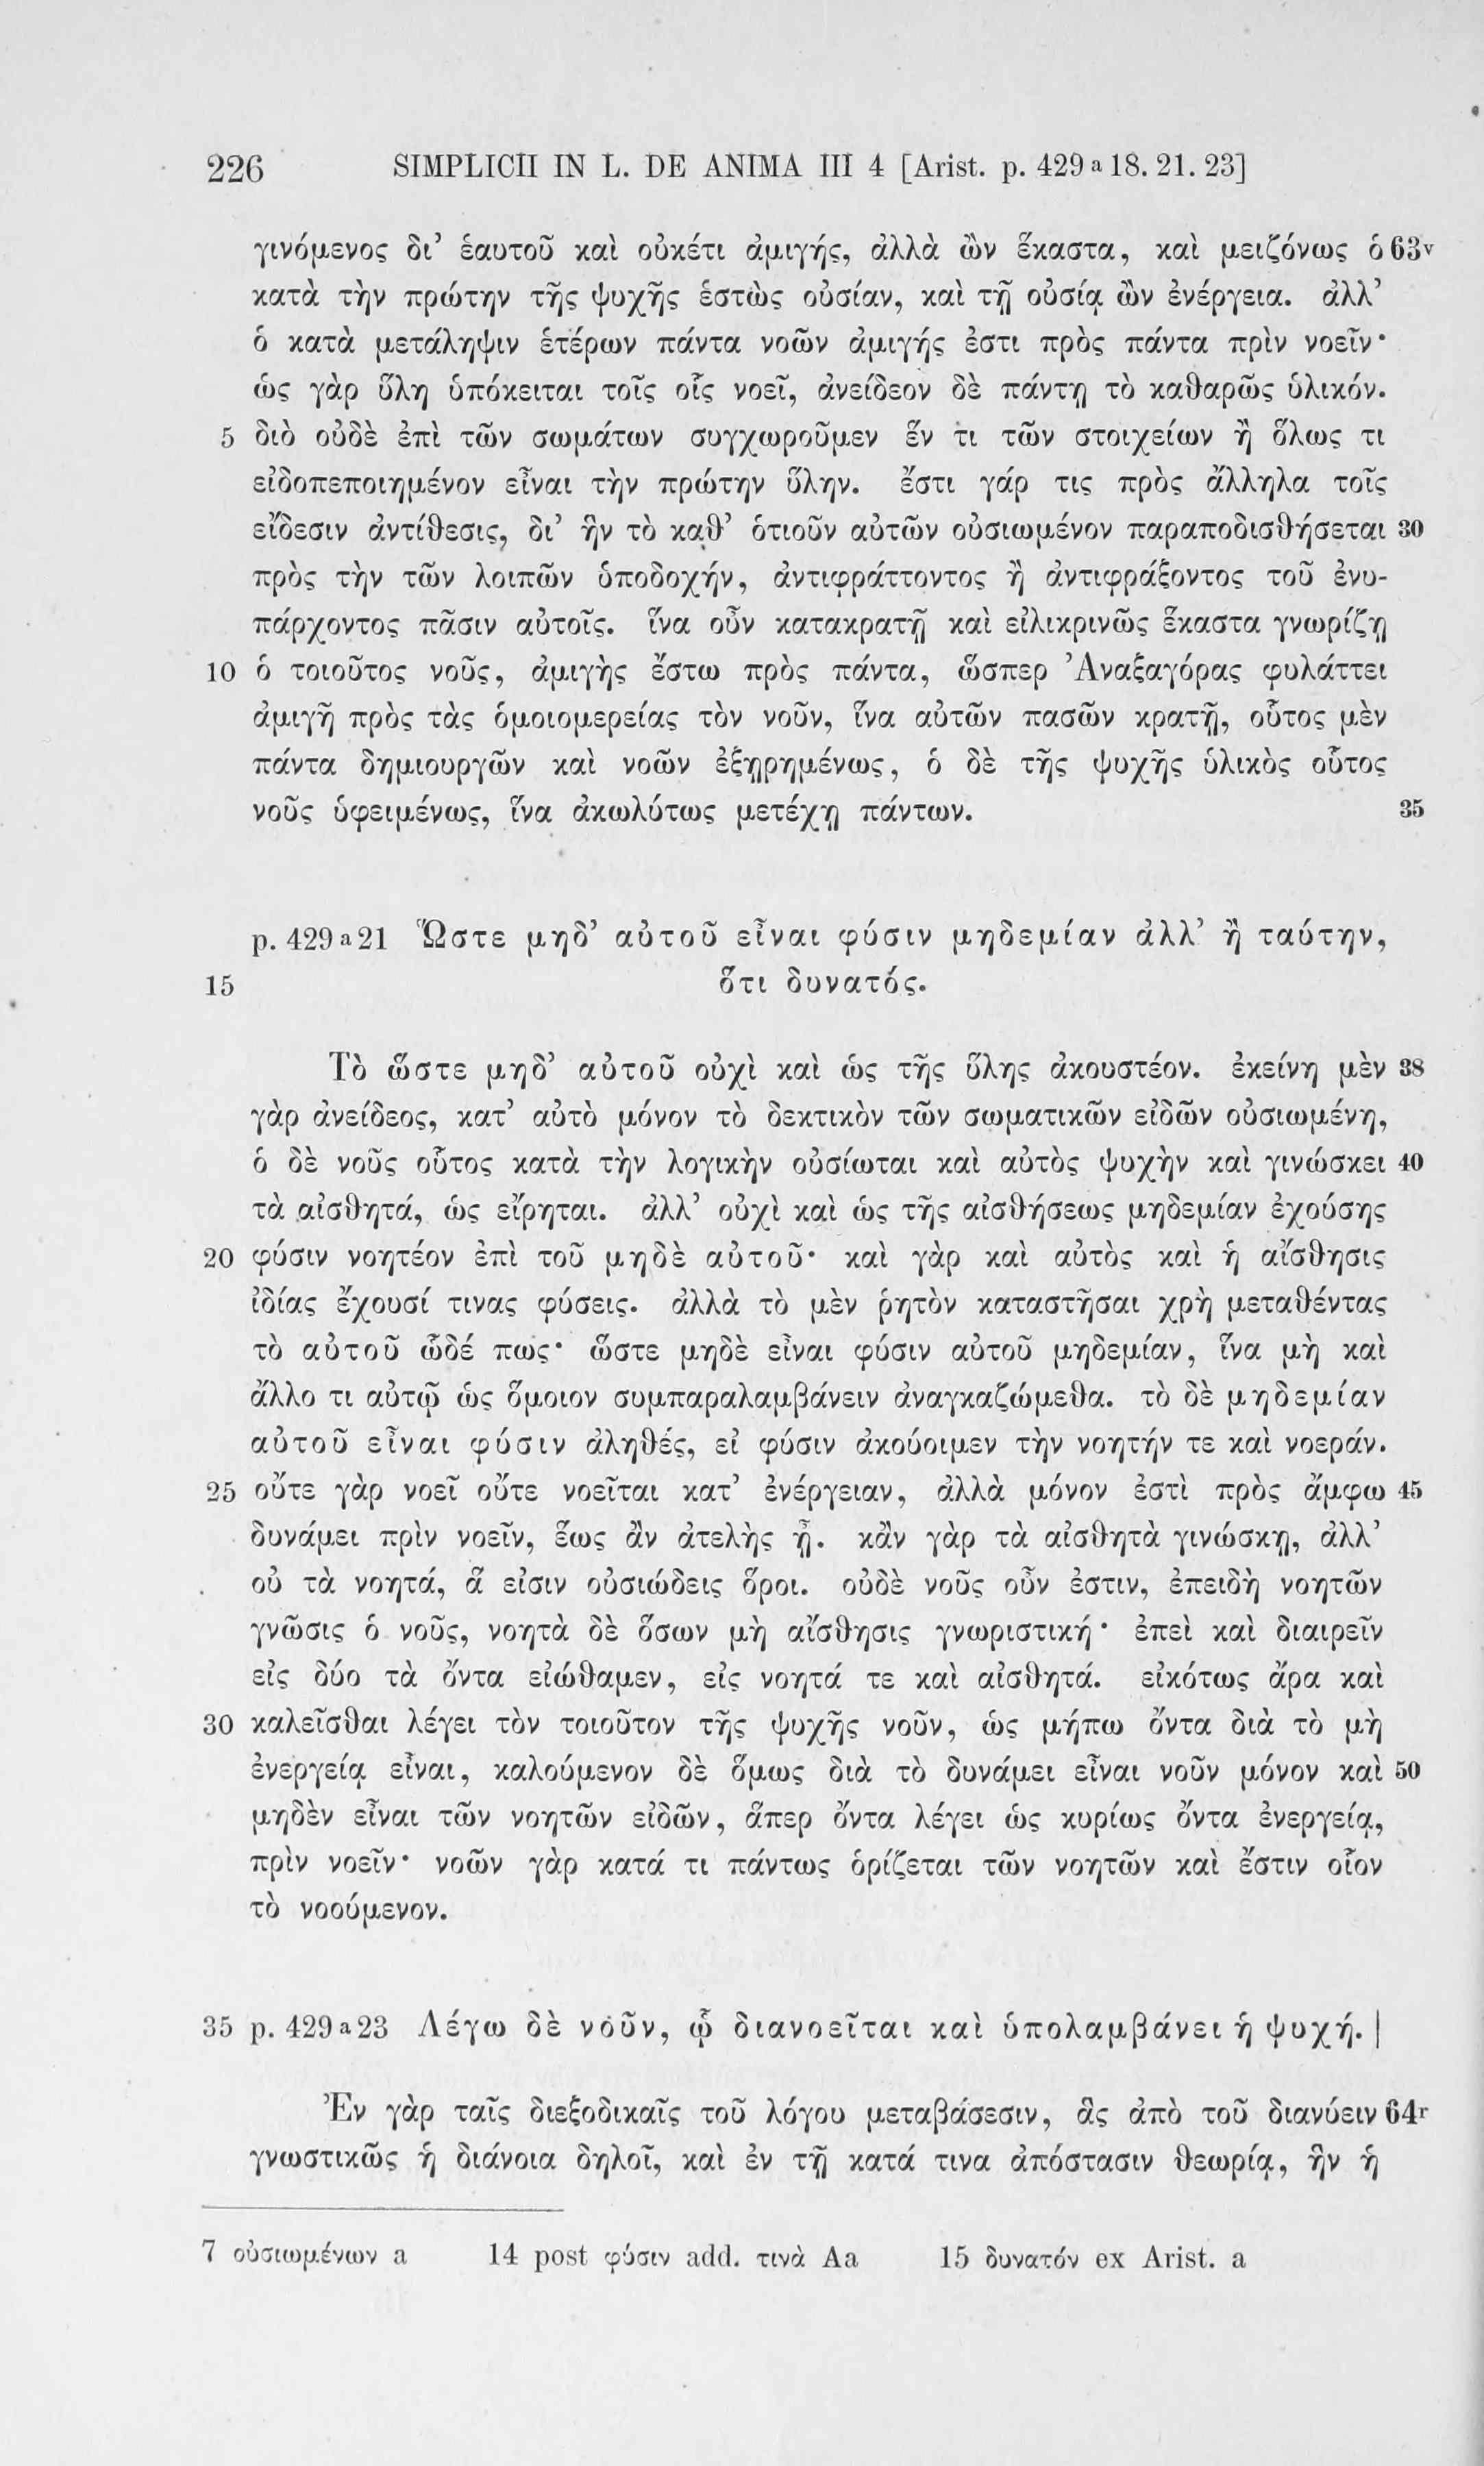 226 SIMPLICII IN L. DE ANIMA III 4 [Arist. p. 429 a 18. 21. 23]
γινόμενος δι’ ἑαυτοῦ καὶ οὐκέτι ἀμιγής, ἀλλὰ ὢν ἕκαστα, καὶ μειζόνως ὁ 63v
κατὰ τὴν πρώτην τῆς ψυχῆς ἑστὼς οὐσίαν, καὶ τῇ οὐσίᾳ ὢν ἐνέργεια. ἀλλ’
ὁ κατὰ μετάληψιν ἑτέρων πάντα νοῶν ἀμιγής ἐστι πρὸς πάντα πρὶν νοεῖν·
ὡς γὰρ ὕλη ὑπόκειται τοῖς οἷς νοεῖ, ἀνείδεον δὲ πάντῃ τὸ καθαρῶς ὑλικόν.
5 διὸ οὐδὲ ἐπὶ τῶν σωμάτων συγχωροῦμεν ἕν τι τῶν στοιχείων ἢ ὅλως τι
εἰδοπεποιημένον εἶναι τὴν πρώτην ὕλην. ἔστι γάρ τις πρὸς ἄλληλα τοῖς
εἴδεσιν ἀντίθεσις, δι’ ἣν τὸ καθ’ ὁτιοῦν αὐτῶν οὐσιωμένον παραποδισθήσεται 30
πρὸς τὴν τῶν λοιπῶν ὑποδοχήν, ἀντιφράττοντος ἢ ἀντιφράξοντος τοῦ ἐνυ-
πάρχοντος πᾶσιν αὐτοῖς. ἵνα οὖν κατακρατῇ καὶ εἰλικρινῶς ἕκαστα γνωρίζῃ
10 ὁ τοιοῦτος νοῦς, ἀμιγὴς ἔστω πρὸς πάντα, ὥσπερ Ἀναξαγόρας φυλάττει
ἀμιγῆ πρὸς τὰς ὁμοιομερείας τὸν νοῦν, ἵνα αὐτῶν πασῶν κρατῇ, οὗτος μὲν
πάντα δημιουργῶν καὶ νοῶν ἐξῃρημένως, ὁ δὲ τῆς ψυχῆς ὑλικὸς οὗτος
νοῦς ὑφειμένως, ἵνα ἀκωλύτως μετέχῃ πάντων. 35
p. 429 a 21 Ὥστε μηδ’ αὐτοῦ εἶναι φύσιν μηδεμίαν ἀλλ’ ἢ ταύτην,
15 ὅτι δυνατός.
Τὸ ὥστε μηδ’ αὐτοῦ οὐχὶ καὶ ὡς τῆς ὕλης ἀκουστέον. ἐκείνη μὲν 38
γὰρ ἀνείδεος, κατ’ αὐτὸ μόνον τὸ δεκτικὸν τῶν σωματικῶν εἰδῶν οὐσιωμένη,
ὁ δὲ νοῦς οὗτος κατὰ τὴν λογικὴν οὐσίωται καὶ αὐτὸς ψυχὴν καὶ γινώσκει 40
τὰ αἰσθητά, ὡς εἴρηται. ἀλλ’ οὐχὶ καὶ ὡς τῆς αἰσθήσεως μηδεμίαν ἐχούσης
20 φύσιν νοητέον ἐπὶ τοῦ μηδὲ αὐτοῦ· καὶ γὰρ καὶ αὐτὸς καὶ ἡ αἴσθησις
ἰδίας ἔχουσί τινας φύσεις. ἀλλὰ τὸ μὲν ῥητὸν καταστῆσαι χρὴ μεταθέντας
τὸ αὐτοῦ ὧδέ πως· ὥστε μηδὲ εἶναι φύσιν αὐτοῦ μηδεμίαν, ἵνα μὴ καὶ
ἄλλο τι αὐτῷ ὡς ὅμοιον συμπαραλαμβάνειν ἀναγκαζώμεθα. τὸ δὲ μηδεμίαν
αὐτοῦ εἶναι φύσιν ἀληθές, εἰ φύσιν ἀκούοιμεν τὴν νοητήν τε καὶ νοεράν.
25 οὔτε γὰρ νοεῖ οὔτε νοεῖται κατ’ ἐνέργειαν, ἀλλὰ μόνον ἐστὶ πρὸς ἄμφω 45
δυνάμει πρὶν νοεῖν, ἕως ἂν ἀτελὴς ᾖ. κἂν γὰρ τὰ αἰσθητὰ γινώσκῃ, ἀλλ’
οὐ τὰ νοητά, ἅ εἰσιν οὐσιώδεις ὅροι. οὐδὲ νοῦς οὖν ἐστιν, ἐπειδὴ νοητῶν
γνῶσις ὁ νοῦς, νοητὰ δὲ ὅσων μὴ αἴσθησις γνωριστική· ἐπεὶ καὶ διαιρεῖν
εἰς δύο τὰ ὄντα εἰώθαμεν, εἰς νοητά τε καὶ αἰσθητά. εἰκότως ἄρα καὶ
30 καλεῖσθαι λέγει τὸν τοιοῦτον τῆς ψυχῆς νοῦν, ὡς μήπω ὄντα διὰ τὸ μὴ
ἐνεργείᾳ εἶναι, καλούμενον δὲ ὅμως διὰ τὸ δυνάμει εἶναι νοῦν μόνον καὶ 50
μηδὲν εἶναι τῶν νοητῶν εἰδῶν, ἅπερ ὄντα λέγει ὡς κυρίως ὄντα ἐνεργείᾳ,
πρὶν νοεῖν· νοῶν γὰρ κατά τι πάντως ὁρίζεται τῶν νοητῶν καὶ ἔστιν οἷον
τὸ νοούμενον.
35 p. 429 a 23 Λέγω δὲ νοῦν, ᾧ διανοεῖται καὶ ὑπολαμβάνει ἡ ψυχή. |
Ἐν γὰρ ταῖς διεξοδικαῖς τοῦ λόγου μεταβάσεσιν, ἃς ἀπὸ τοῦ διανύειν 64r
γνωστικῶς ἡ διάνοια δηλοῖ, καὶ ἐν τῇ κατά τινα ἀπόστασιν θεωρίᾳ, ἣν ἡ
7 οὐσιωμένων a 14 post φύσιν add. τινὰ Aa 15 δυνατόν ex Arist. a